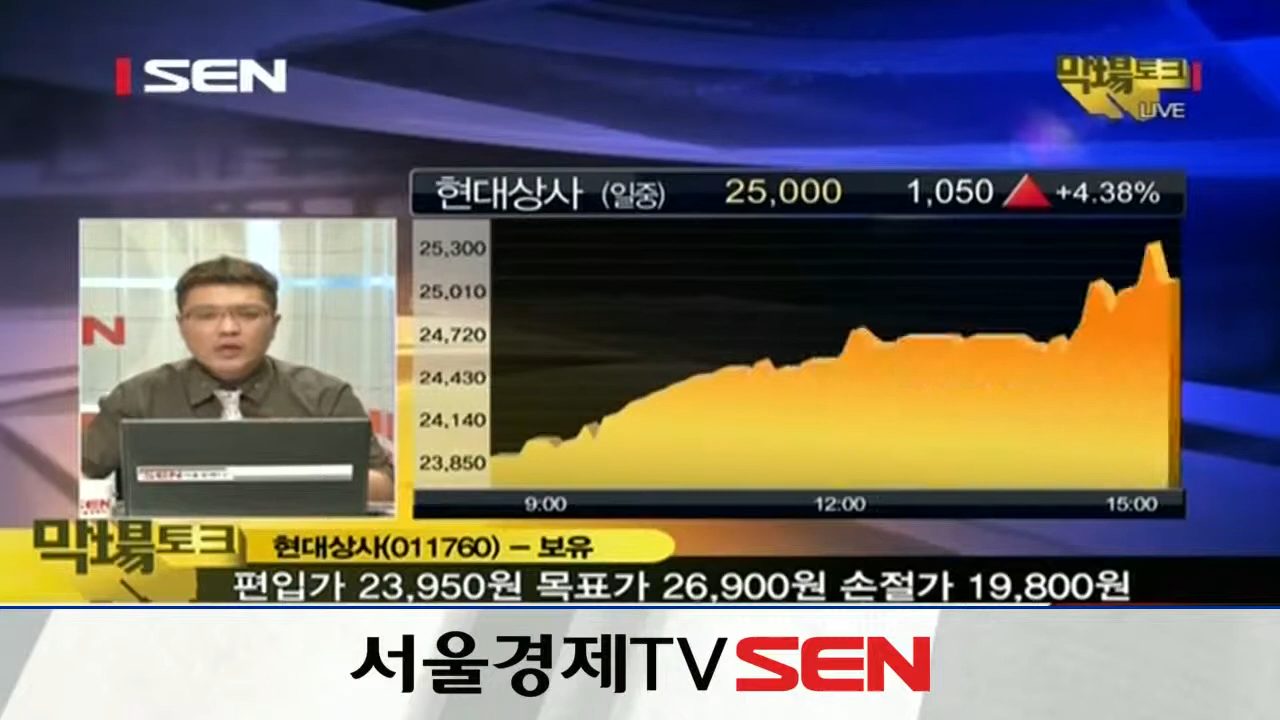 SEN
막場토크
LIVE
현대상사 (일중) 25,000 1,050 ▲ +4.38%
25,300
25,010
24,720
24,430
24,140
23,850
9:00 12:00 15:00
N
SEN
SEN
막場토크
현대상사(011760) – 보유
편입가 23,950원 목표가 26,900원 손절가 19,800원
서울경제TV SEN